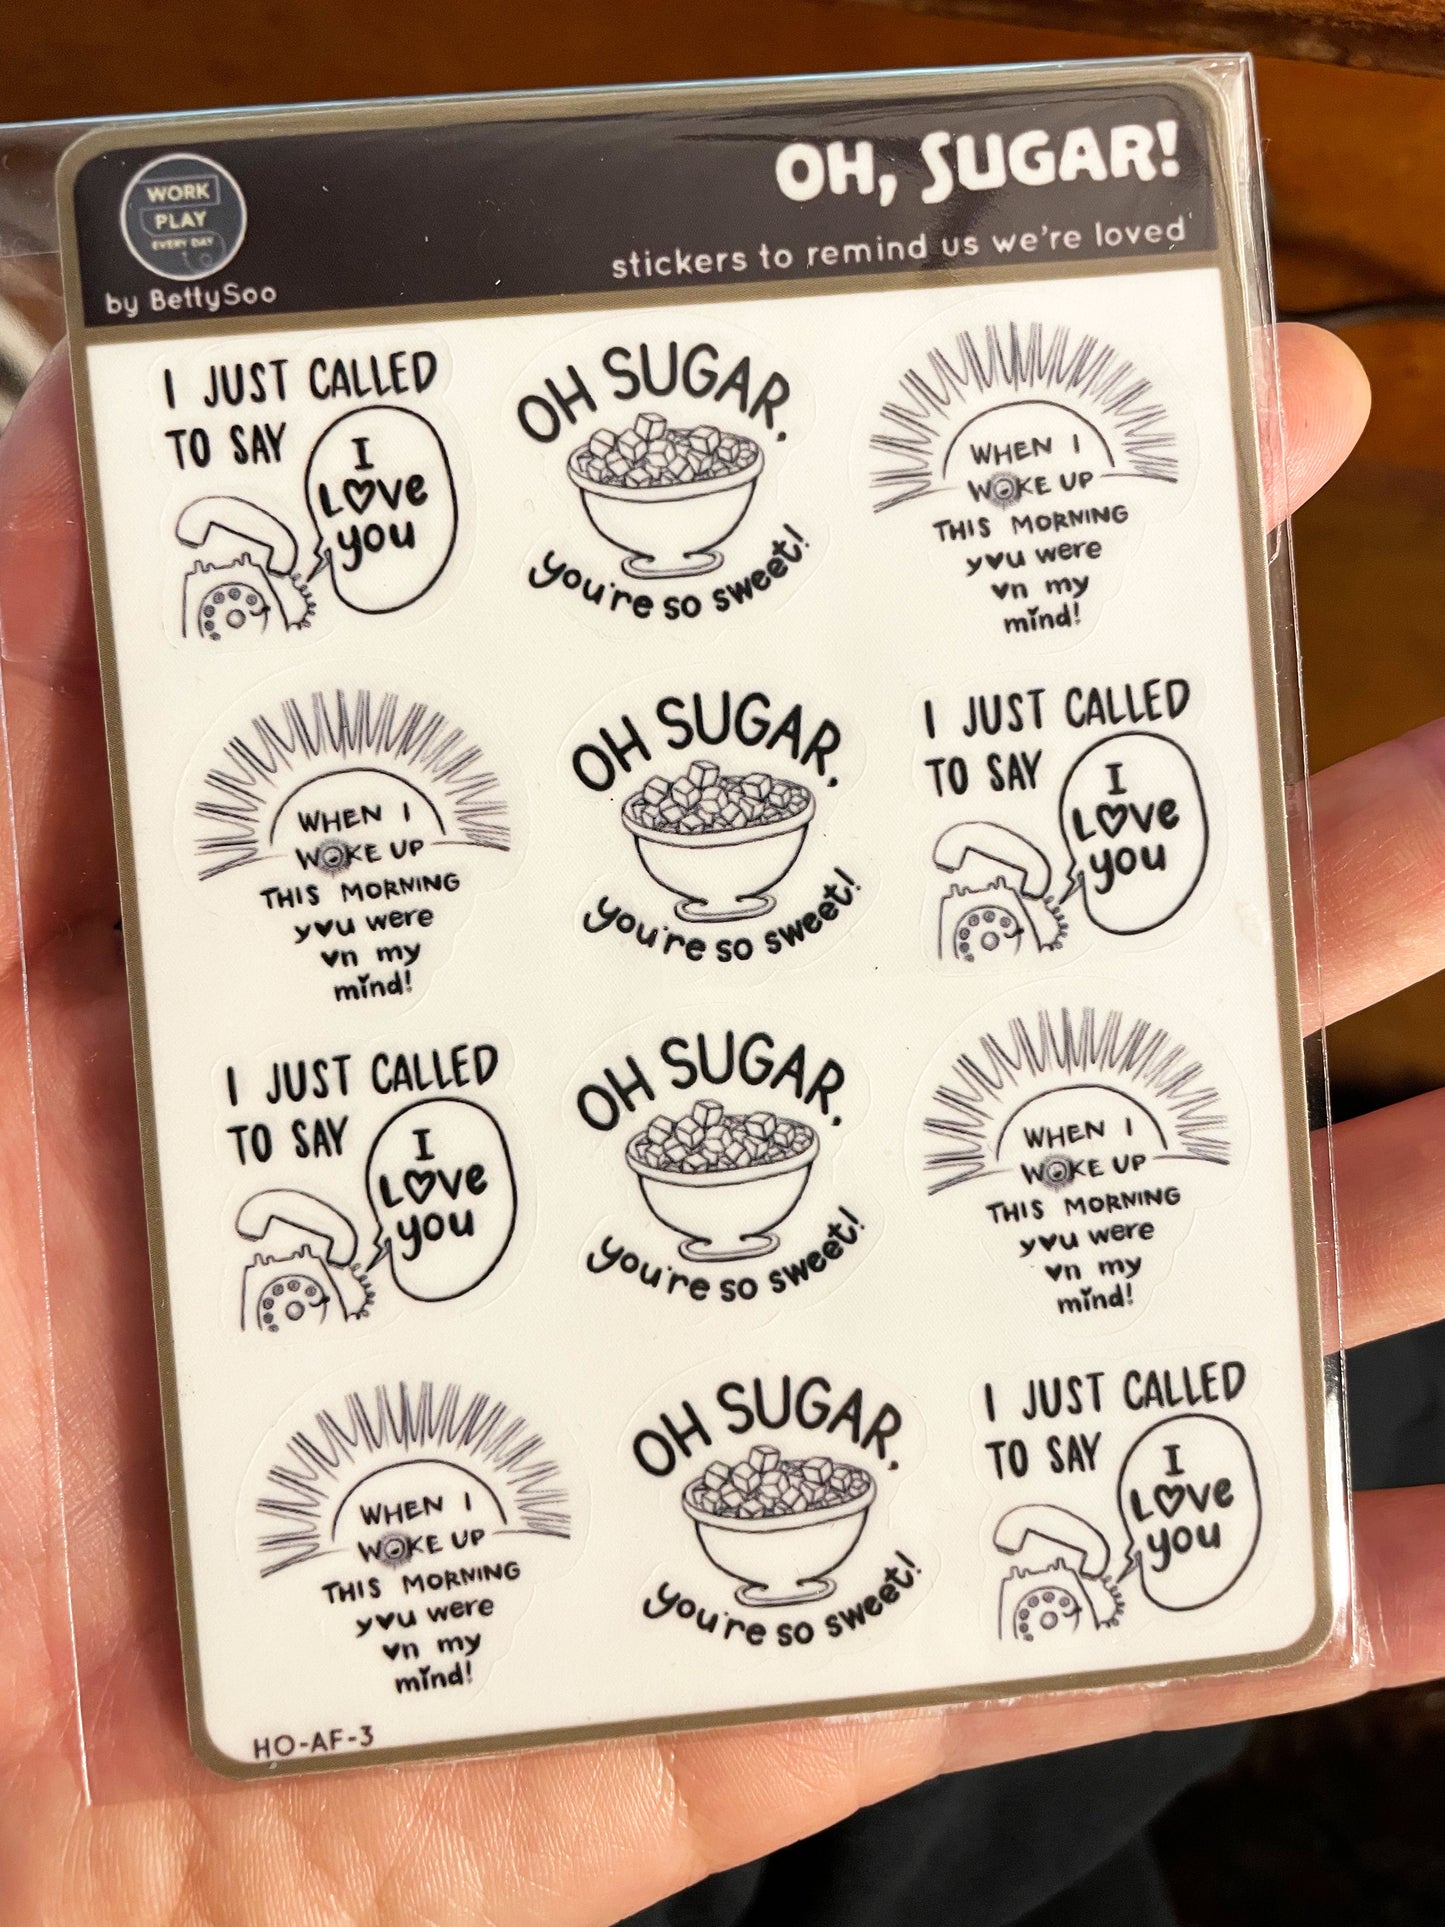 WORK
PLAY
EVERY DAY
by BettySoo
OH, SUGAR!
stickers to remind us we're loved
I JUST CALLED
TO SAY
I
LOVE
you
OH SUGAR,
you're so sweet!
WHEN I
WOKE UP
THIS MORNING
you were
on my
mind!
WHEN I
WOKE UP
THIS MORNING
you were
on my
mind!
OH SUGAR,
you're so sweet!
I JUST CALLED
TO SAY
I
LOVE
you
I JUST CALLED
TO SAY
I
LOVE
you
OH SUGAR,
you're so sweet!
WHEN I
WOKE UP
THIS MORNING
you were
on my
mind!
WHEN I
WOKE UP
THIS MORNING
you were
on my
mind!
OH SUGAR,
you're so sweet!
I JUST CALLED
TO SAY
I
LOVE
you
HO-AF-3